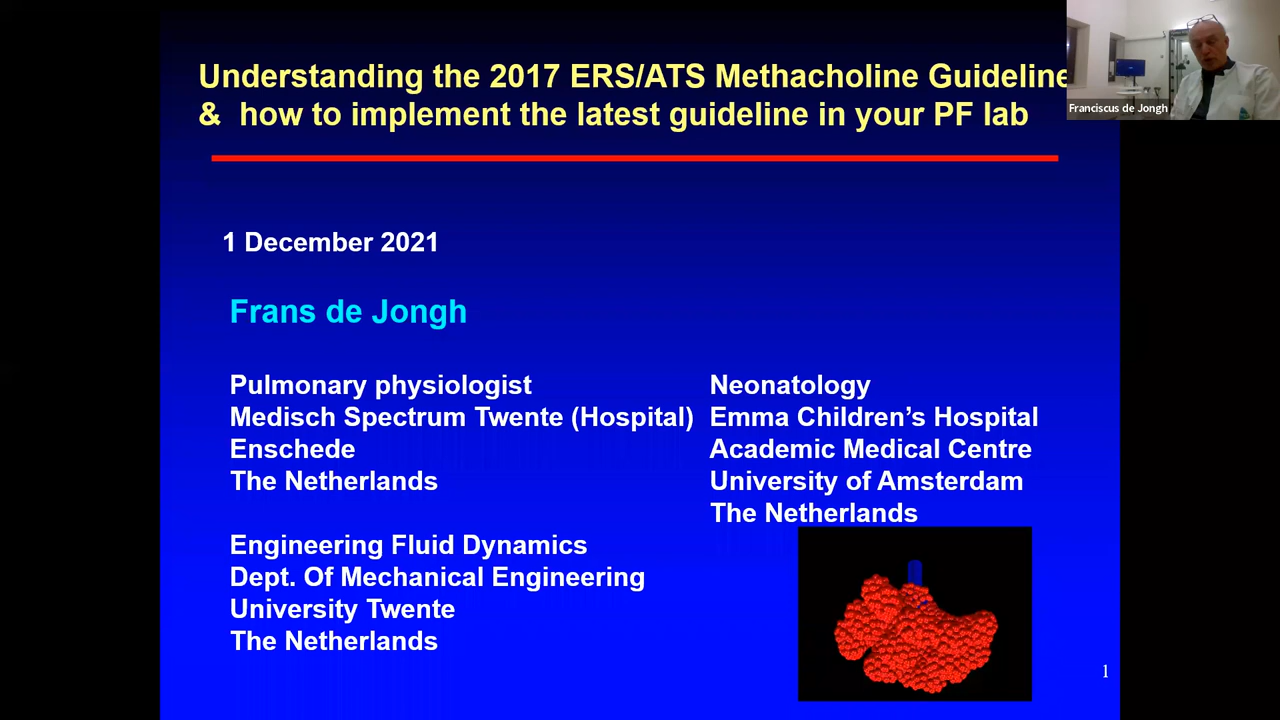 Understanding the 2017 ERS/ATS Methacholine Guideline
& how to implement the latest guideline in your PF lab
Franciscus de Jongh
1 December 2021
Frans de Jongh
Pulmonary physiologist
Medisch Spectrum Twente (Hospital)
Enschede
The Netherlands
Neonatology
Emma Children’s Hospital
Academic Medical Centre
University of Amsterdam
The Netherlands
Engineering Fluid Dynamics
Dept. Of Mechanical Engineering
University Twente
The Netherlands
1